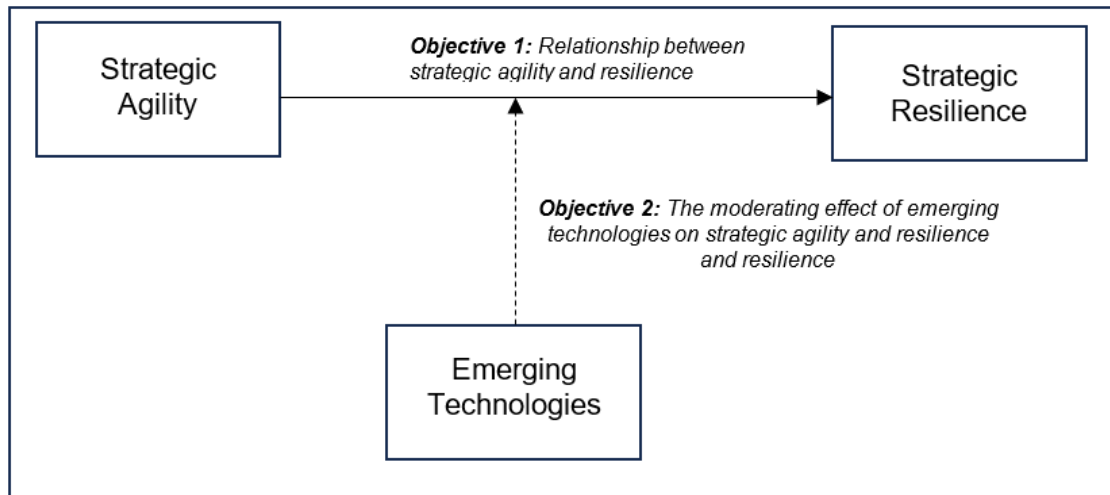 Strategic
Agility
Objective 1: Relationship between
strategic agility and resilience
Strategic
Resilience
Objective 2: The moderating effect of emerging
technologies on strategic agility and resilience
and resilience
Emerging
Technologies